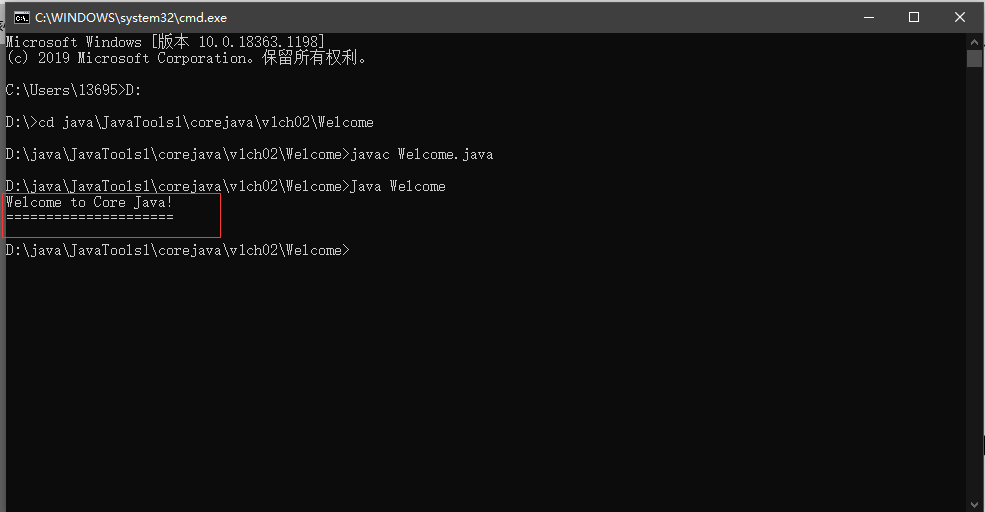 C:\WINDOWS\system32\cmd.exe
Microsoft Windows [版本 10.0.18363.1198]
(c) 2019 Microsoft Corporation。保留所有权利。
C:\Users\13695>D:
D:\>cd java\JavaTools1\corejava\v1ch02\Welcome
D:\java\JavaTools1\corejava\v1ch02\Welcome>javac Welcome.java
D:\java\JavaTools1\corejava\v1ch02\Welcome>Java Welcome
Welcome to Core Java!
=====================
D:\java\JavaTools1\corejava\v1ch02\Welcome>